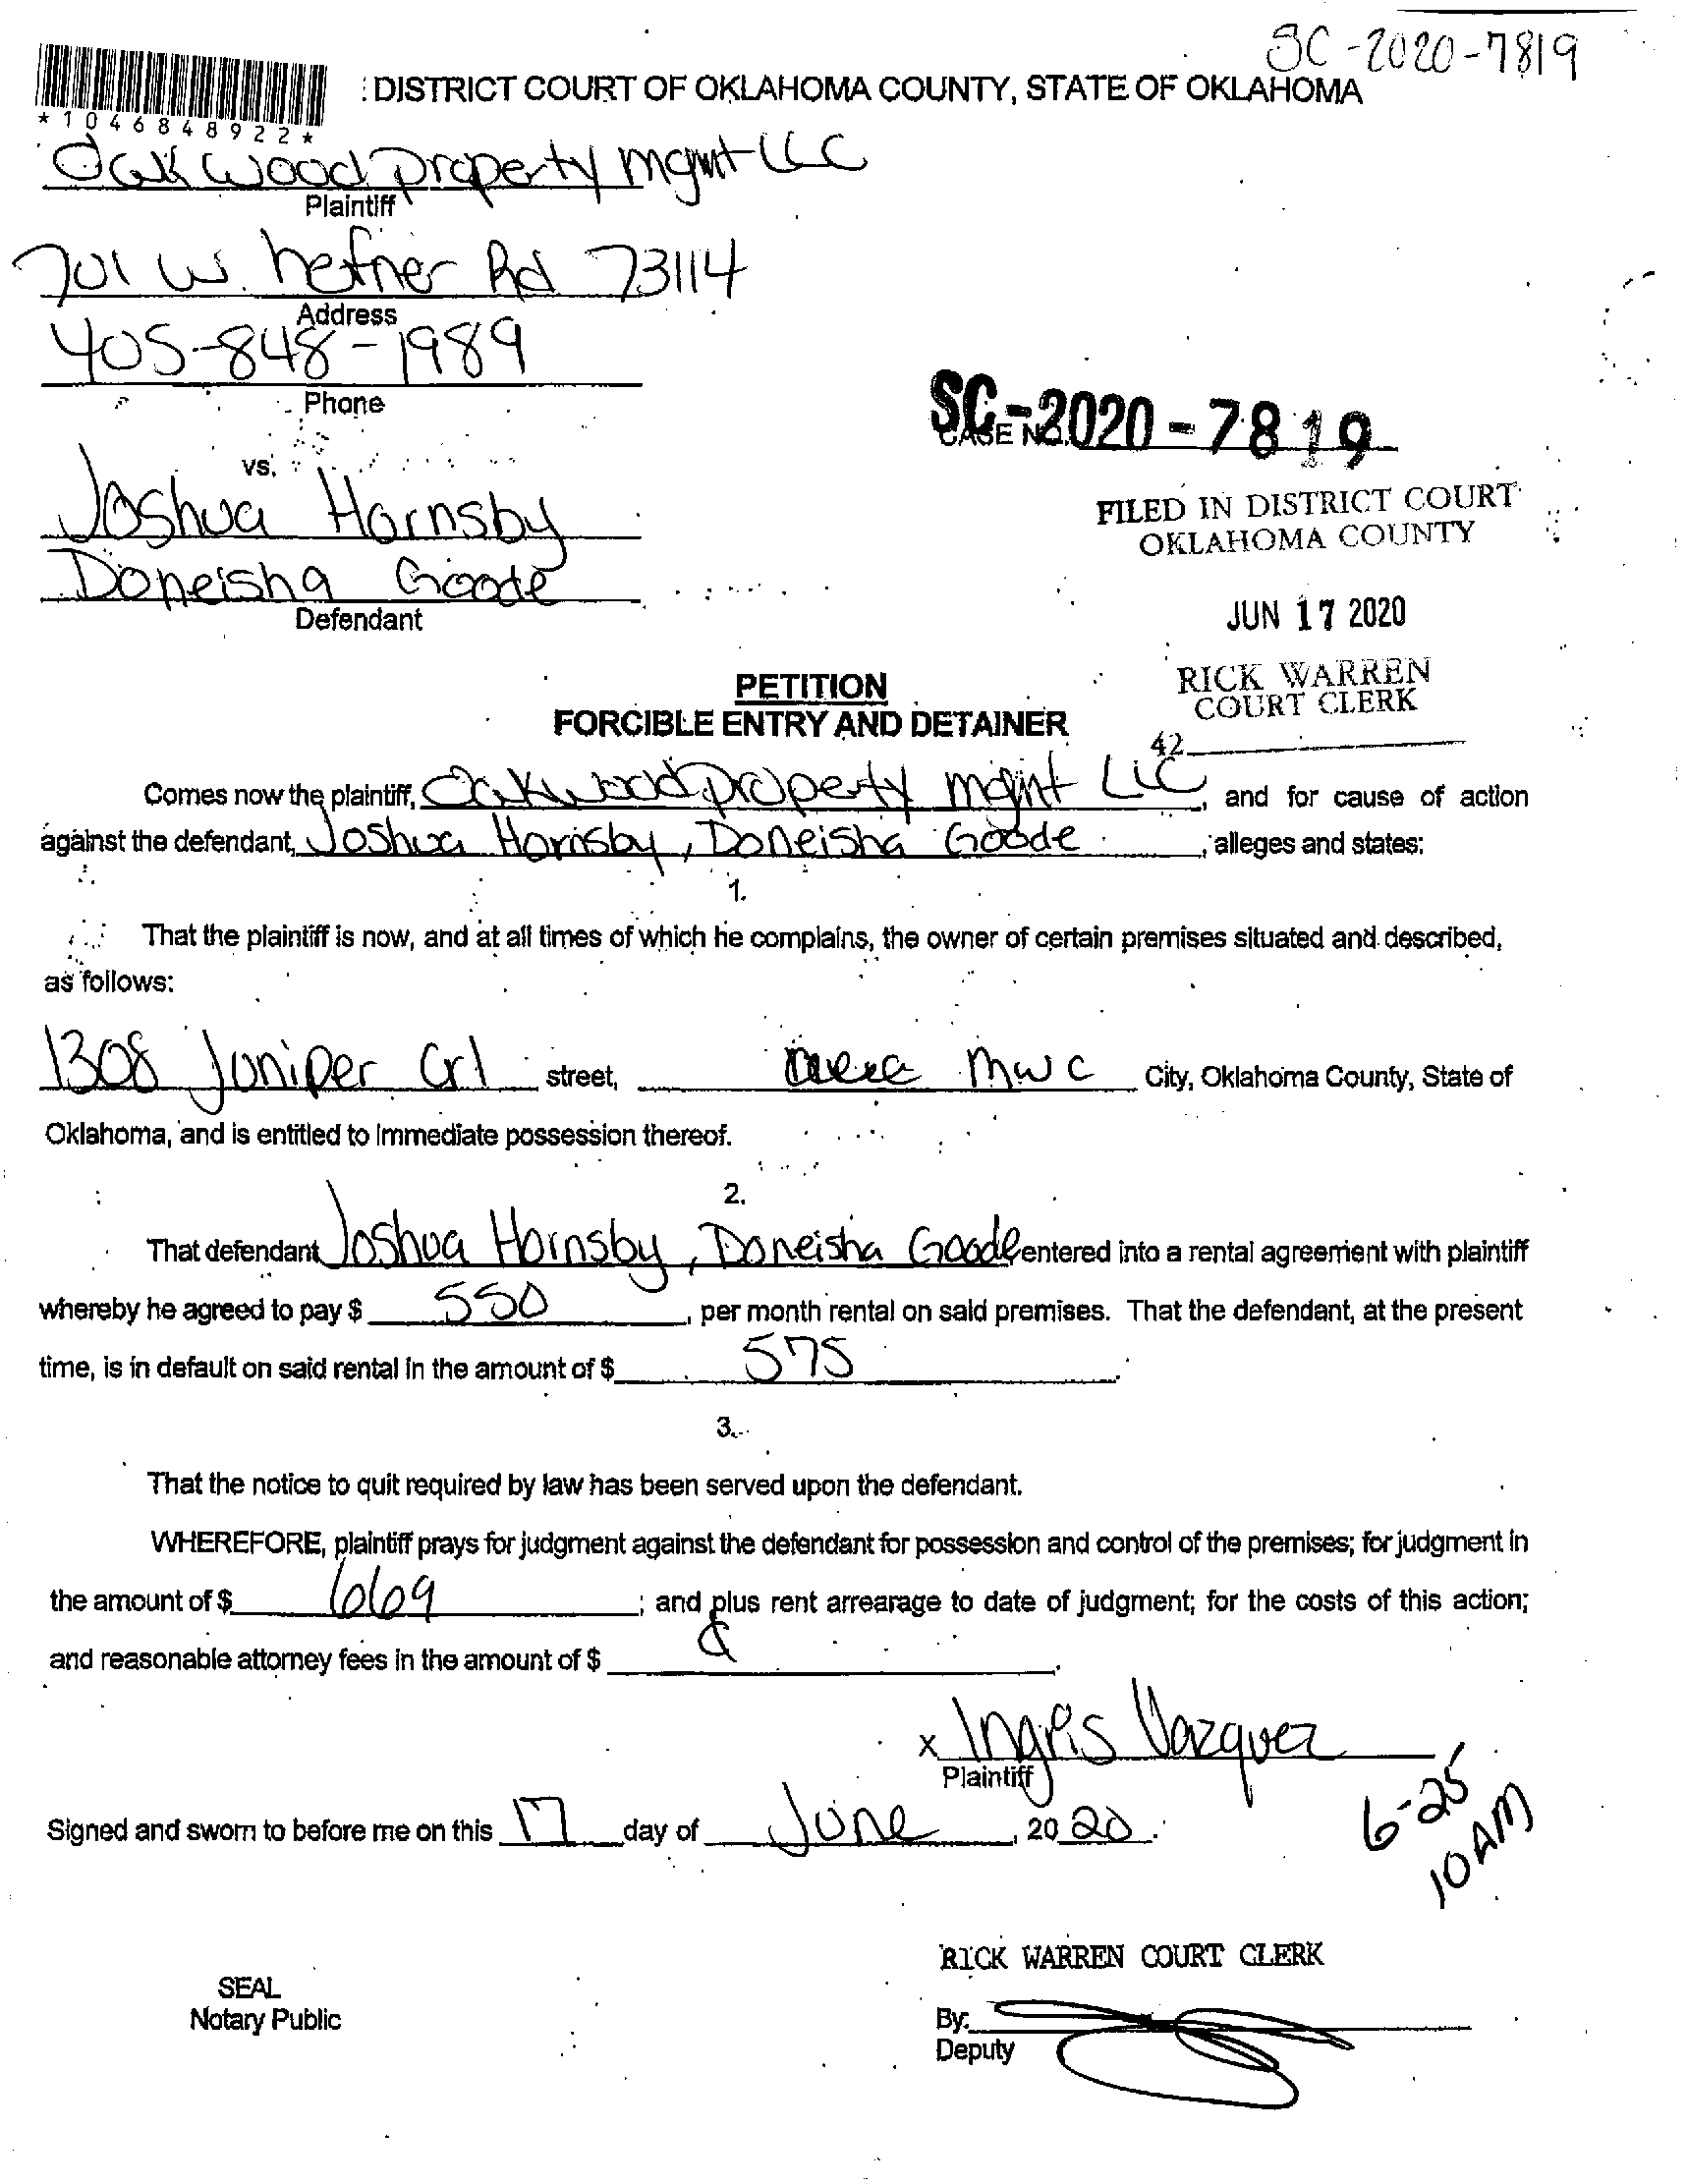 SC-2020-7819
DISTRICT COURT OF OKLAHOMA COUNTY, STATE OF OKLAHOMA
*1046848922*
Oakwood property mgmt LLC
Plaintiff
701 W. hefner Rd 73114
Address
405-848-1989
Phone
SC-2020-7819
CASE NO.
vs.
Joshua Hornsby
FILED IN DISTRICT COURT
OKLAHOMA COUNTY
Doneisha Goode
Defendant
JUN 17 2020
PETITION
RICK WARREN
COURT CLERK
FORCIBLE ENTRY AND DETAINER
42
Comes now the plaintiff, Oakwood property mgmt LLC, and for cause of action
against the defendant, Joshua Hornsby, Doneisha Goode, alleges and states:
1.
That the plaintiff is now, and at all times of which he complains, the owner of certain premises situated and described,
as follows:
1308 Juniper Crl street, MWC City, Oklahoma County, State of
Oklahoma, and is entitled to immediate possession thereof.
2.
That defendant Joshua Hornsby, Doneisha Goode entered into a rental agreement with plaintiff
whereby he agreed to pay $ 550, per month rental on said premises. That the defendant, at the present
time, is in default on said rental in the amount of $ 575.
3.
That the notice to quit required by law has been served upon the defendant.
WHEREFORE, plaintiff prays for judgment against the defendant for possession and control of the premises; for judgment in
the amount of $ 669; and plus rent arrearage to date of judgment; for the costs of this action;
and reasonable attorney fees in the amount of $
x Ingris Vazquez
Plaintiff
Signed and sworn to before me on this 17 day of June, 2020.
6-25
10 AM
RICK WARREN COURT CLERK
SEAL
Notary Public
By:
Deputy